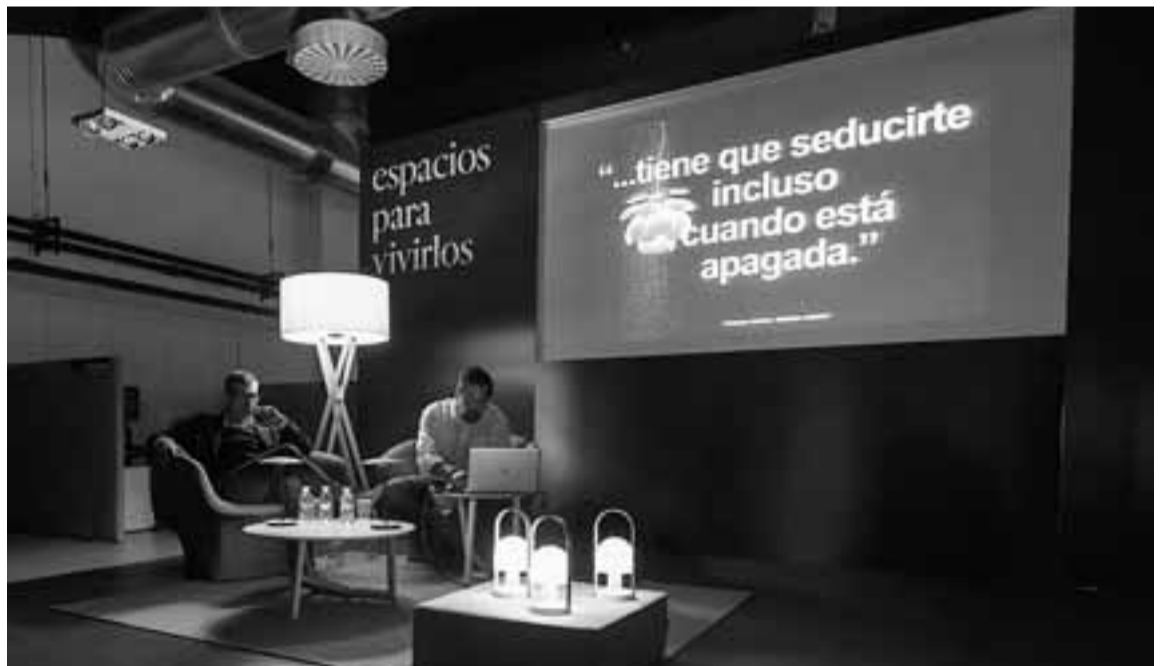 espacios
para
vivirlos
“...tiene que seducirte
incluso
cuando está
apagada.”